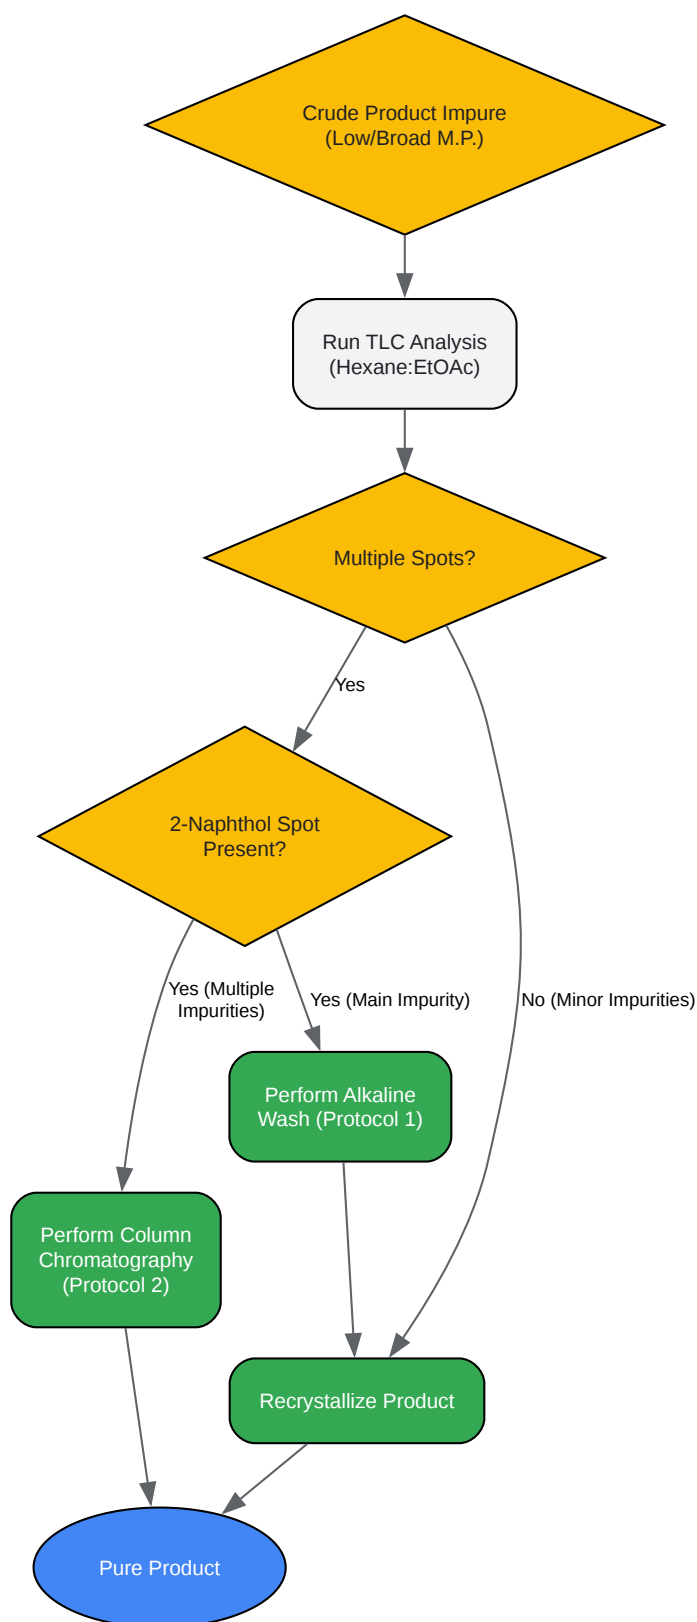 Crude Product Impure
(Low/Broad M.P.)
Run TLC Analysis
(Hexane:EtOAc)
Multiple Spots?
Yes
2-Naphthol Spot
Present?
Yes (Multiple
Impurities)
Yes (Main Impurity)
No (Minor Impurities)
Perform Alkaline
Wash (Protocol 1)
Perform Column
Chromatography
(Protocol 2)
Recrystallize Product
Pure Product